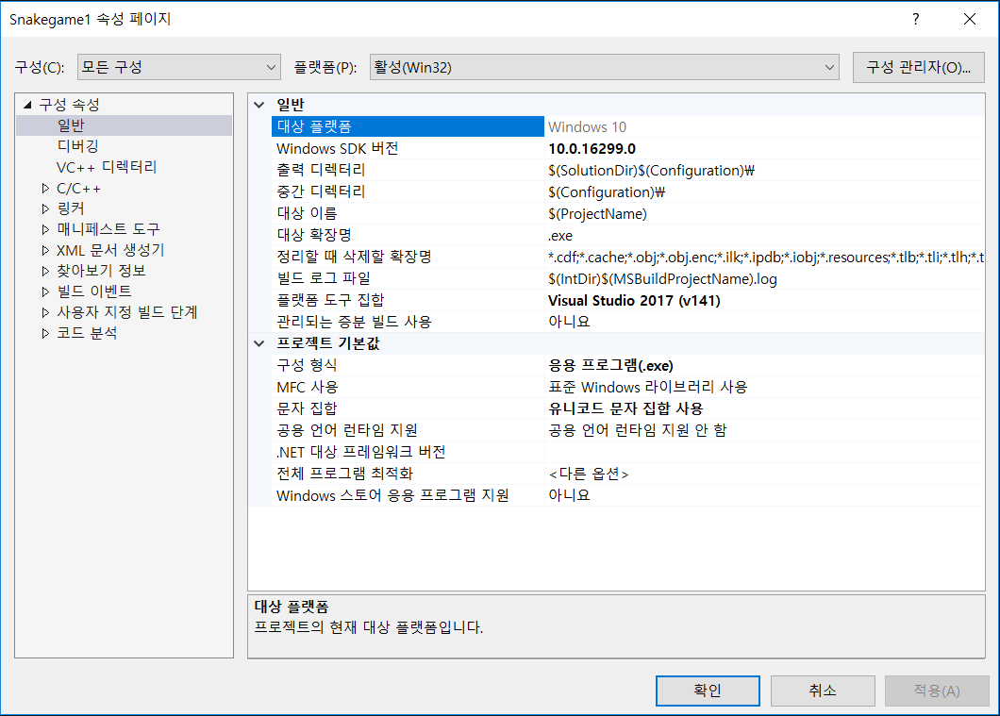 Snakegame1 속성 페이지 ?
구성(C): 모든 구성 플랫폼(P): 활성(Win32) 구성 관리자(O)...
구성 속성
일반
디버깅
VC++ 디렉터리
C/C++
링커
매니페스트 도구
XML 문서 생성기
찾아보기 정보
빌드 이벤트
사용자 지정 빌드 단계
코드 분석
일반
대상 플랫폼 Windows 10
Windows SDK 버전 10.0.16299.0
출력 디렉터리 $(SolutionDir)$(Configuration)₩
중간 디렉터리 $(Configuration)₩
대상 이름 $(ProjectName)
대상 확장명 .exe
정리할 때 삭제할 확장명 *.cdf;*.cache;*.obj;*.obj.enc;*.ilk;*.ipdb;*.iobj;*.resources;*.tlb;*.tli;*.tlh;*.t
빌드 로그 파일 $(IntDir)$(MSBuildProjectName).log
플랫폼 도구 집합 Visual Studio 2017 (v141)
관리되는 증분 빌드 사용 아니요
프로젝트 기본값
구성 형식 응용 프로그램(.exe)
MFC 사용 표준 Windows 라이브러리 사용
문자 집합 유니코드 문자 집합 사용
공용 언어 런타임 지원 공용 언어 런타임 지원 안 함
.NET 대상 프레임워크 버전
전체 프로그램 최적화 <다른 옵션>
Windows 스토어 응용 프로그램 지원 아니요
대상 플랫폼
프로젝트의 현재 대상 플랫폼입니다.
확인 취소 적용(A)